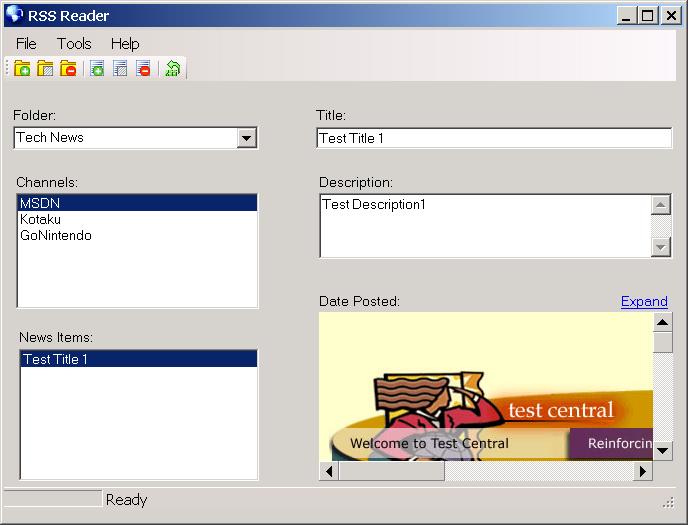 RSS Reader
File Tools Help
Folder:
Tech News
Title:
Test Title 1
Channels:
MSDN
Kotaku
GoNintendo
Description:
Test Description1
Date Posted:
Expand
News Items:
Test Title 1
test central
Welcome to Test Central
Reinforcin
Ready